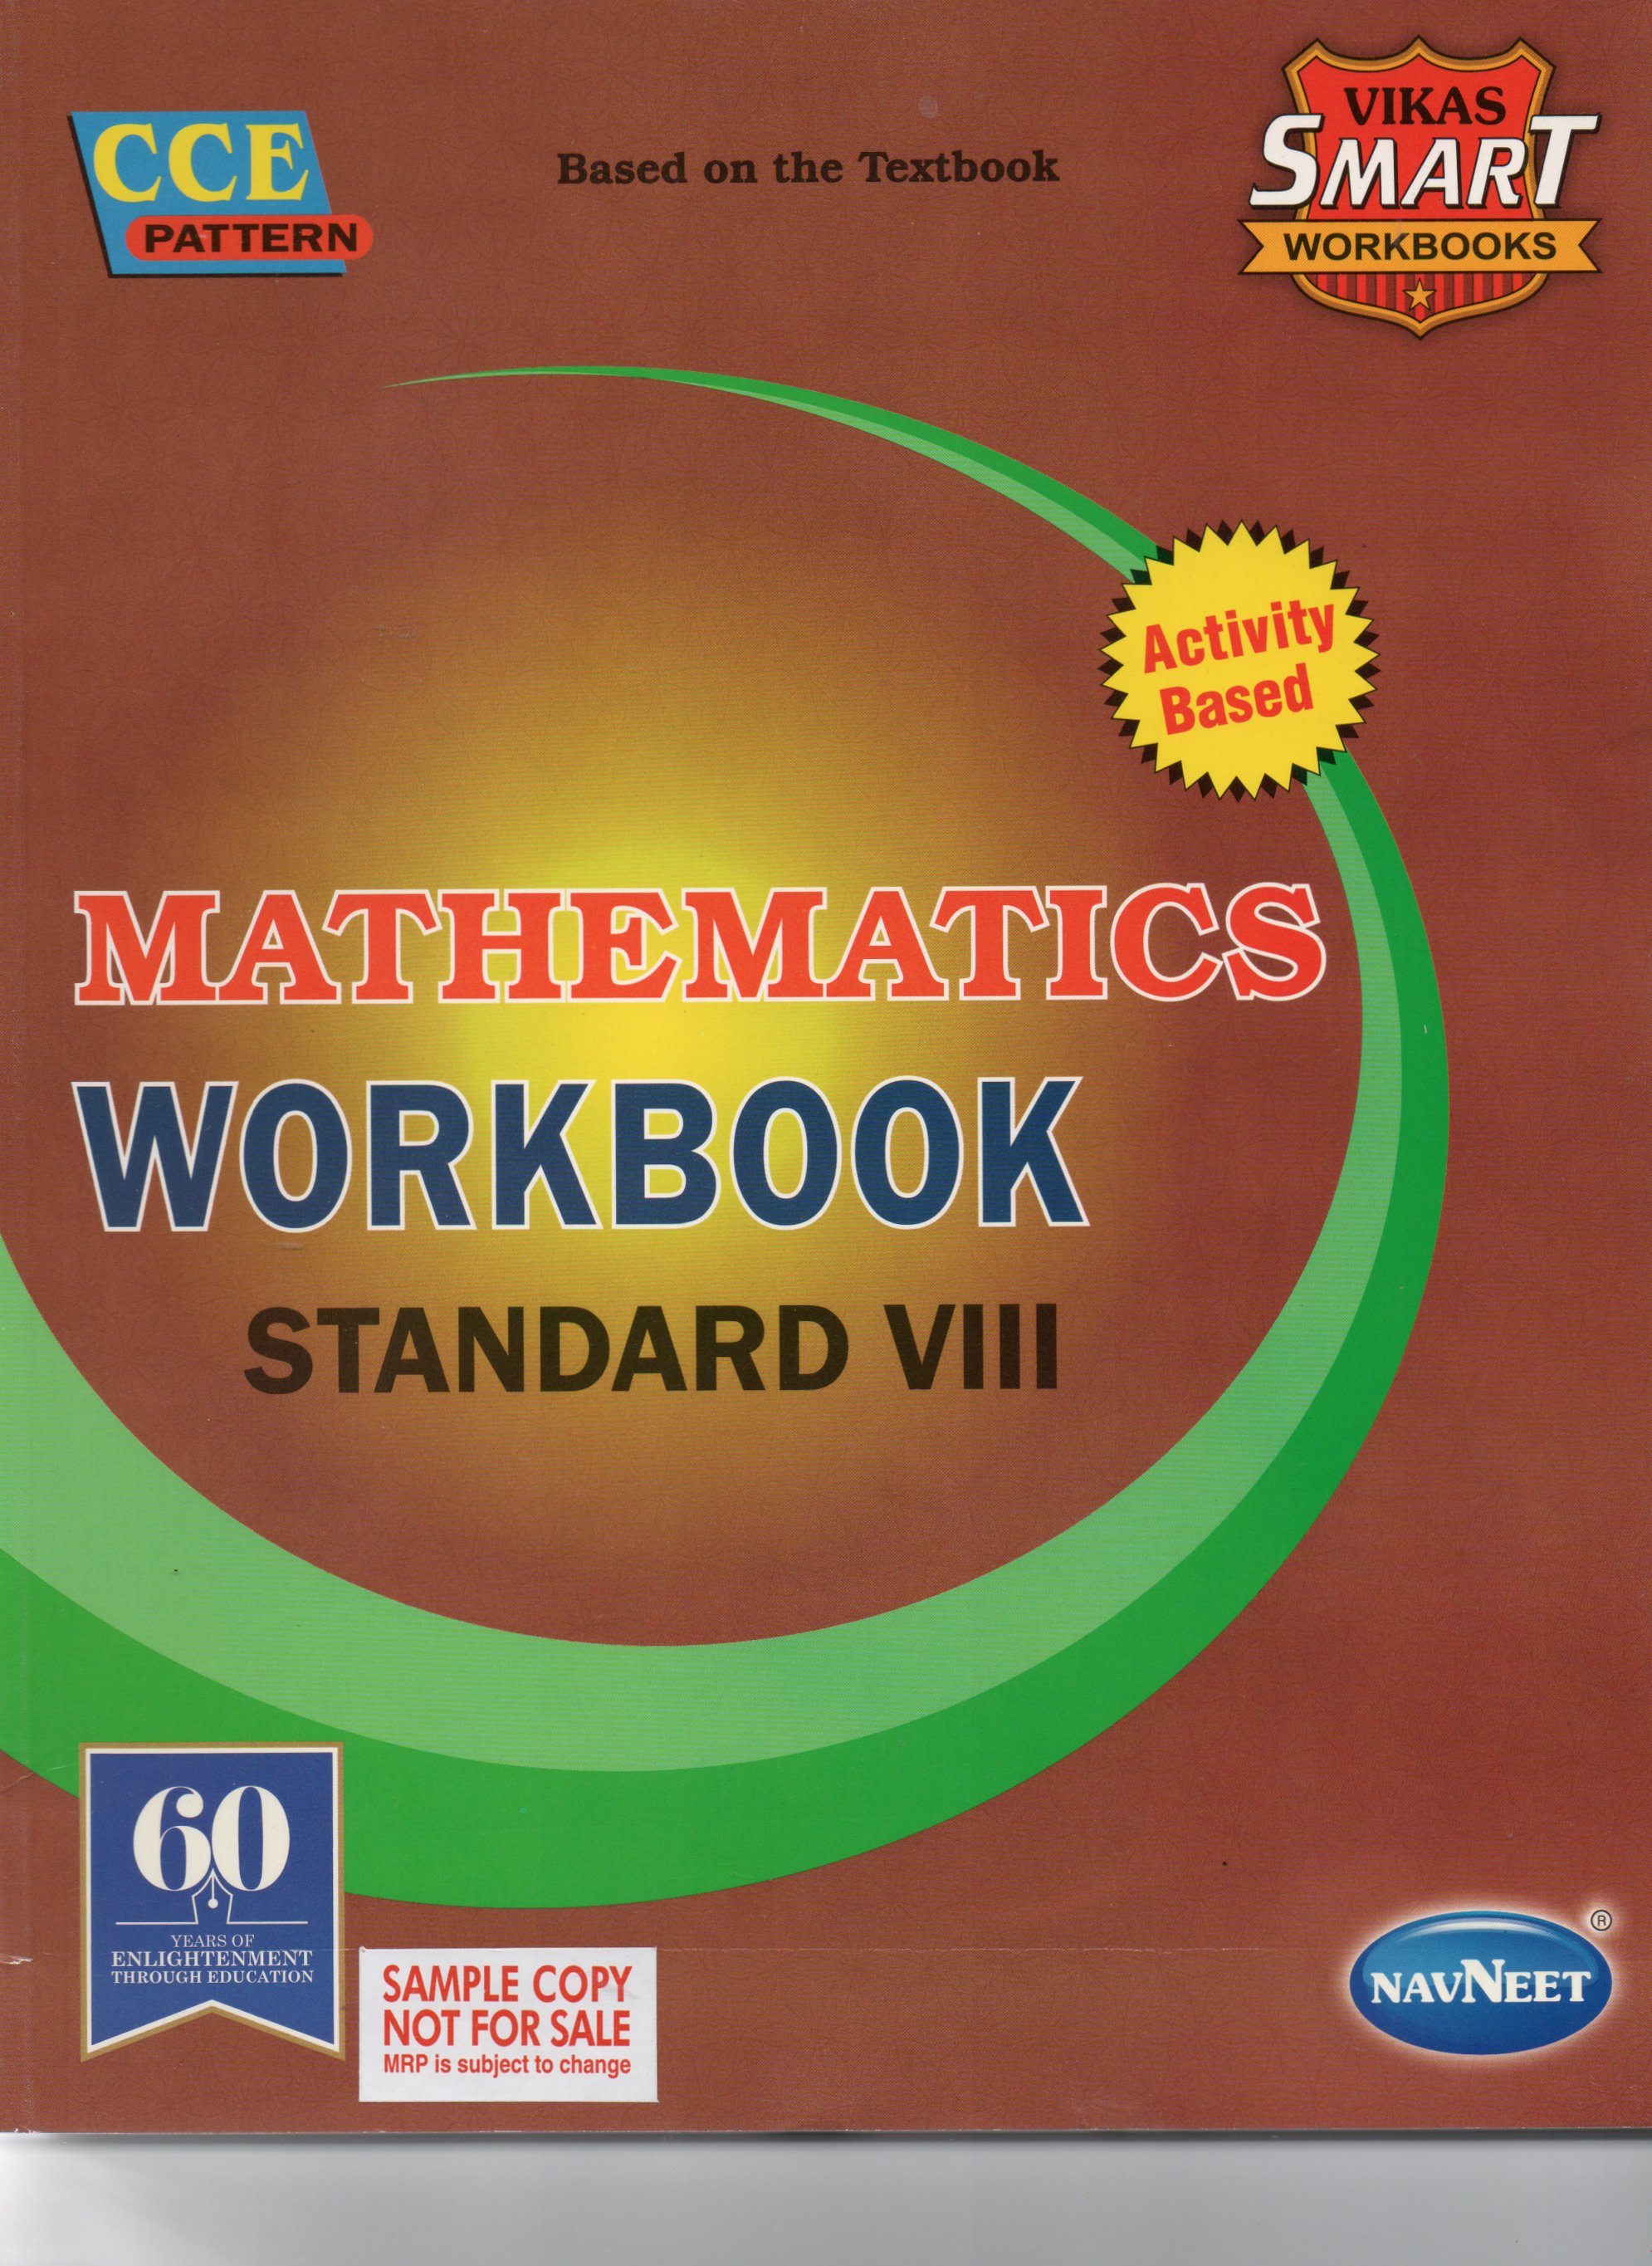 CCE
PATTERN
Based on the Textbook
VIKAS
SMART
WORKBOOKS
Activity
Based
MATHEMATICS
WORKBOOK
STANDARD VIII
60
YEARS OF
ENLIGHTENMENT
THROUGH EDUCATION
SAMPLE COPY
NOT FOR SALE
MRP is subject to change
NAVNEET
®